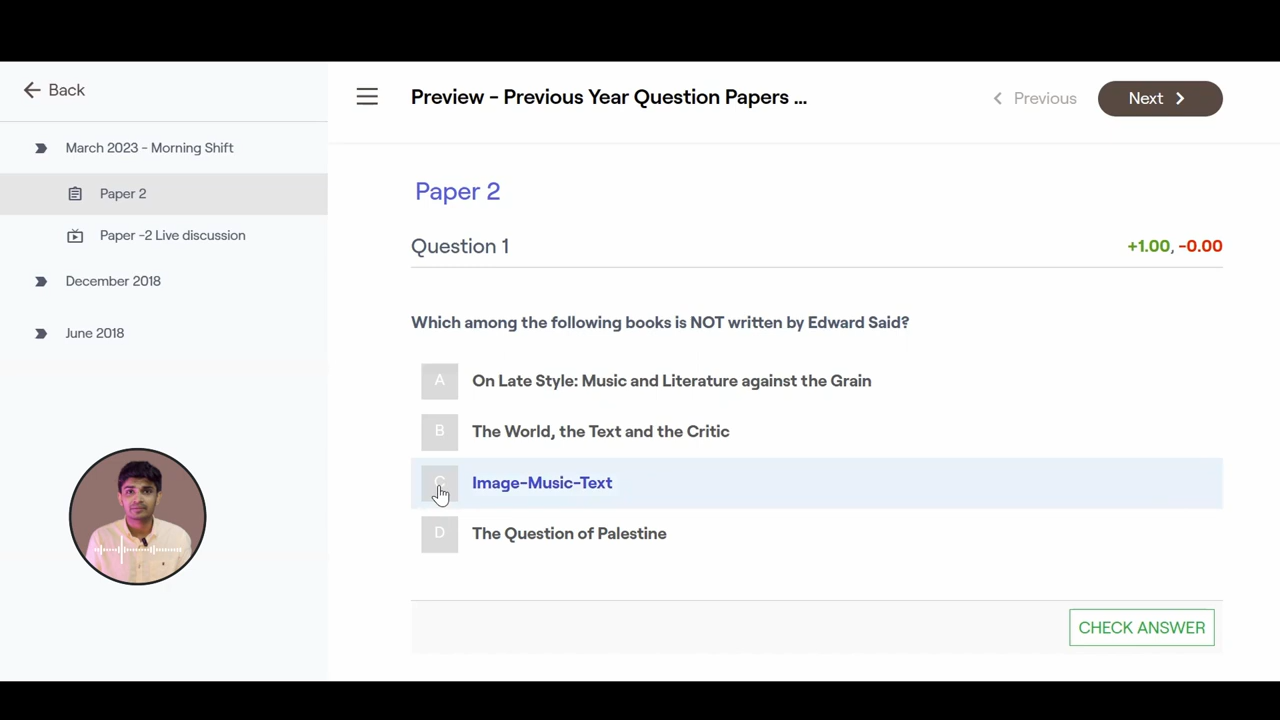 Back
March 2023 - Morning Shift
Paper 2
Paper -2 Live discussion
December 2018
June 2018
Preview - Previous Year Question Papers ...
Previous
Next
Paper 2
Question 1
+1.00, -0.00
Which among the following books is NOT written by Edward Said?
A On Late Style: Music and Literature against the Grain
B The World, the Text and the Critic
C Image-Music-Text
D The Question of Palestine
CHECK ANSWER